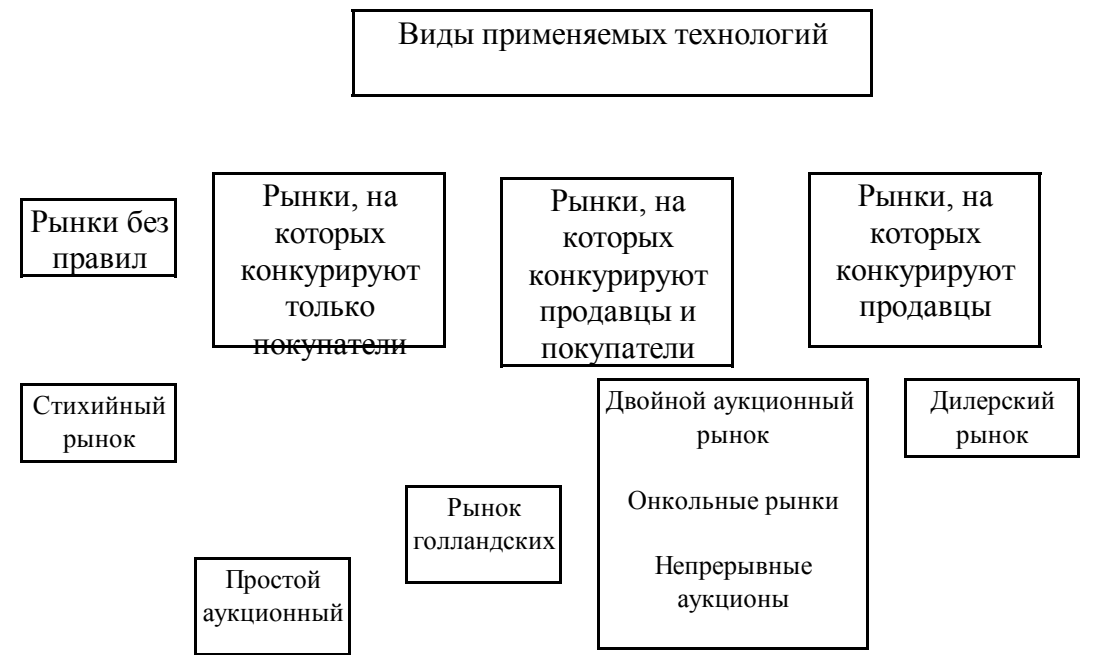 Виды применяемых технологий
Рынки без
правил
Рынки, на
которых
конкурируют
только
покупатели
Рынки, на
которых
конкурируют
продавцы и
покупатели
Рынки, на
которых
конкурируют
продавцы
Стихийный
рынок
Простой
аукционный
Рынок
голландских
Двойной аукционный
рынок
Онкольные рынки
Непрерывные
аукционы
Дилерский
рынок